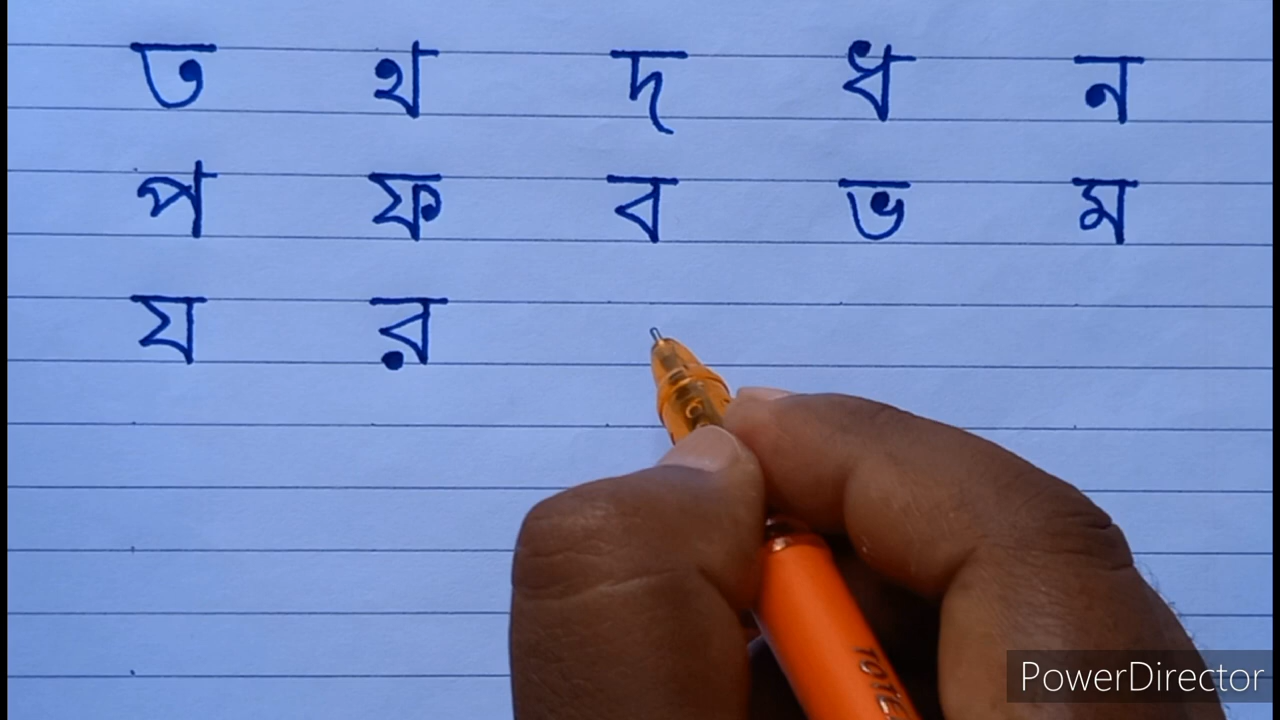 ত থ দ ধ ন
প ফ ব ভ ম
য র
PowerDirector